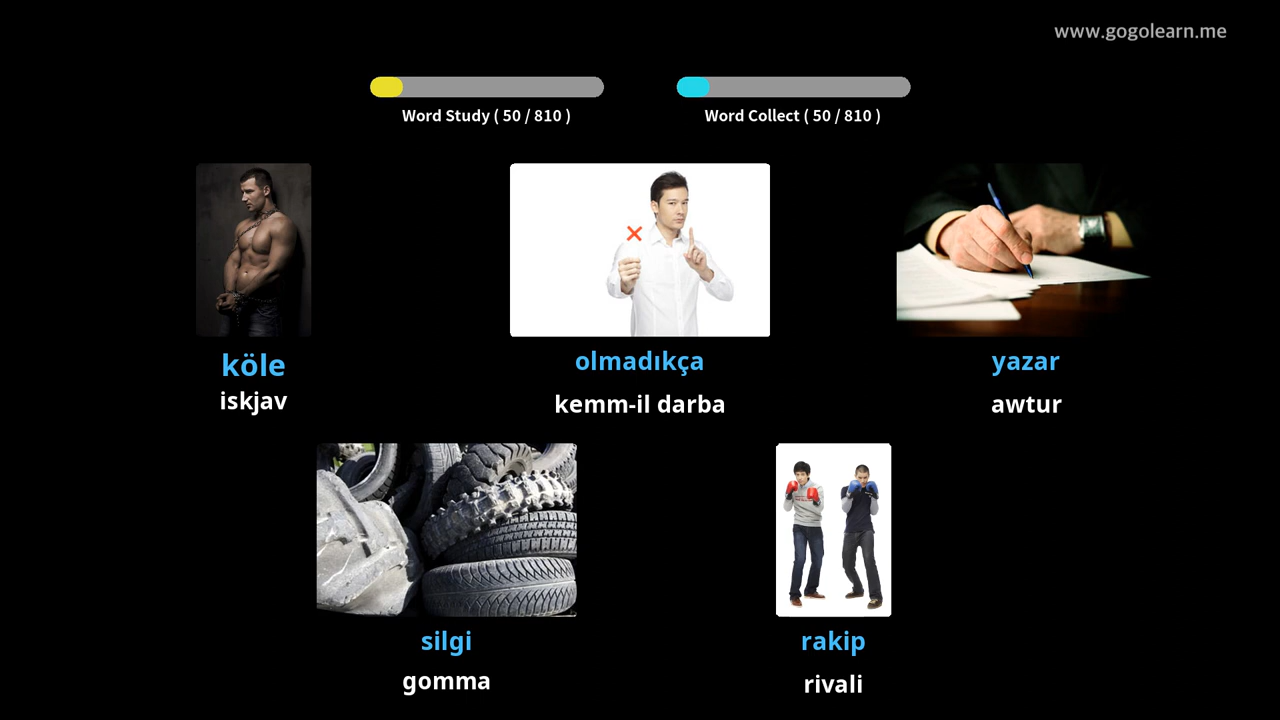 www.gogolearn.me
Word Study ( 50 / 810 )
Word Collect ( 50 / 810 )
köle
iskjav
olmadıkça
kemm-il darba
yazar
awtur
silgi
gomma
rakip
rivali